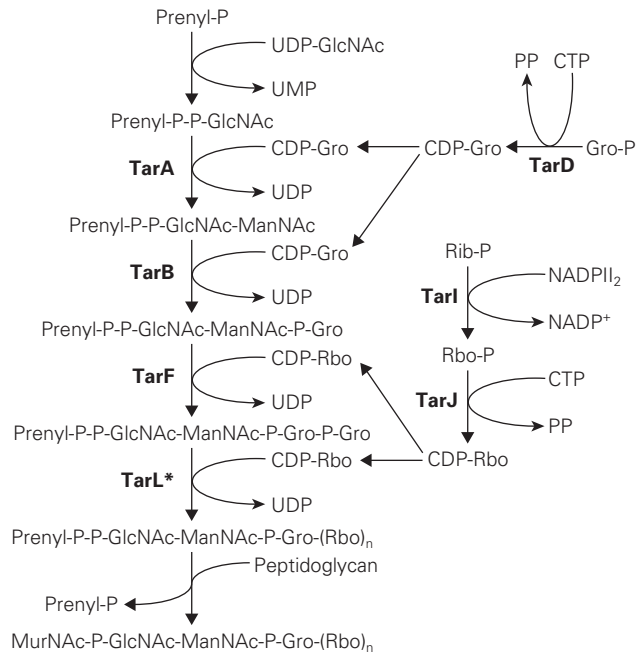 Prenyl-P
UDP-GlcNAc
UMP
PP CTP
Prenyl-P-P-GlcNAc
CDP-Gro
CDP-Gro
Gro-P
TarA
TarD
UDP
Prenyl-P-P-GlcNAc-ManNAc
CDP-Gro
TarB
UDP
Rib-P
NADPII₂
TarI
NADP⁺
Prenyl-P-P-GlcNAc-ManNAc-P-Gro
CDP-Rbo
TarF
UDP
Rbo-P
CTP
TarJ
PP
Prenyl-P-P-GlcNAc-ManNAc-P-Gro-P-Gro
CDP-Rbo
CDP-Rbo
TarL*
UDP
Prenyl-P-P-GlcNAc-ManNAc-P-Gro-(Rbo)ₙ
Peptidoglycan
Prenyl-P
MurNAc-P-GlcNAc-ManNAc-P-Gro-(Rbo)ₙ